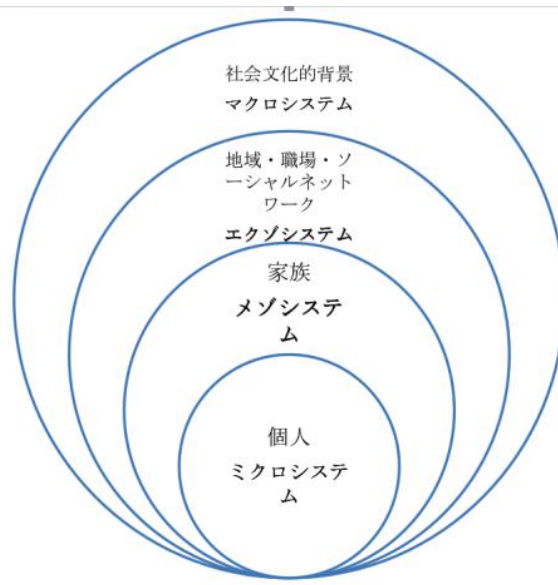 社会文化的背景
マクロシステム
地域・職場・ソ
ーシャルネット
ワーク
エクゾシステム
家族
メゾシステ
ム
個人
ミクロシステ
ム